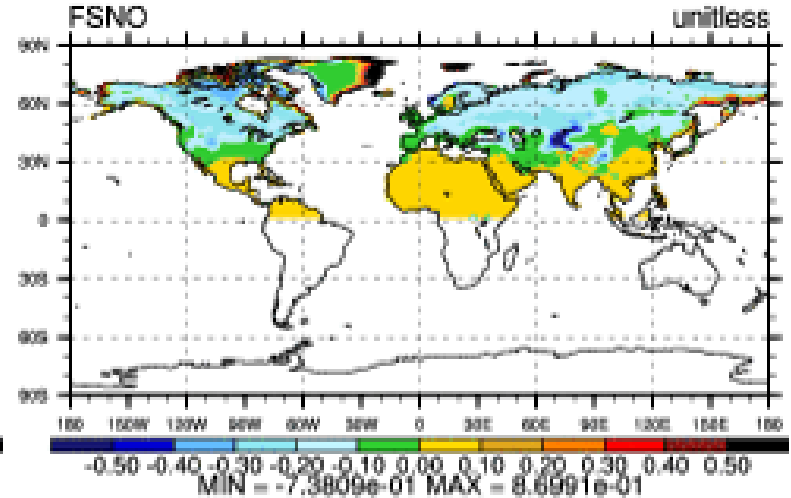 FSNO unitless
90N
60N
30N
0
30S
60S
90S
180 150W 120W 90W 60W 30W 0 30E 60E 90E 120E 150E 180
-0.50 -0.40 -0.30 -0.20 -0.10 0.00 0.10 0.20 0.30 0.40 0.50
MIN = -7.3809e-01 MAX = 8.6991e-01